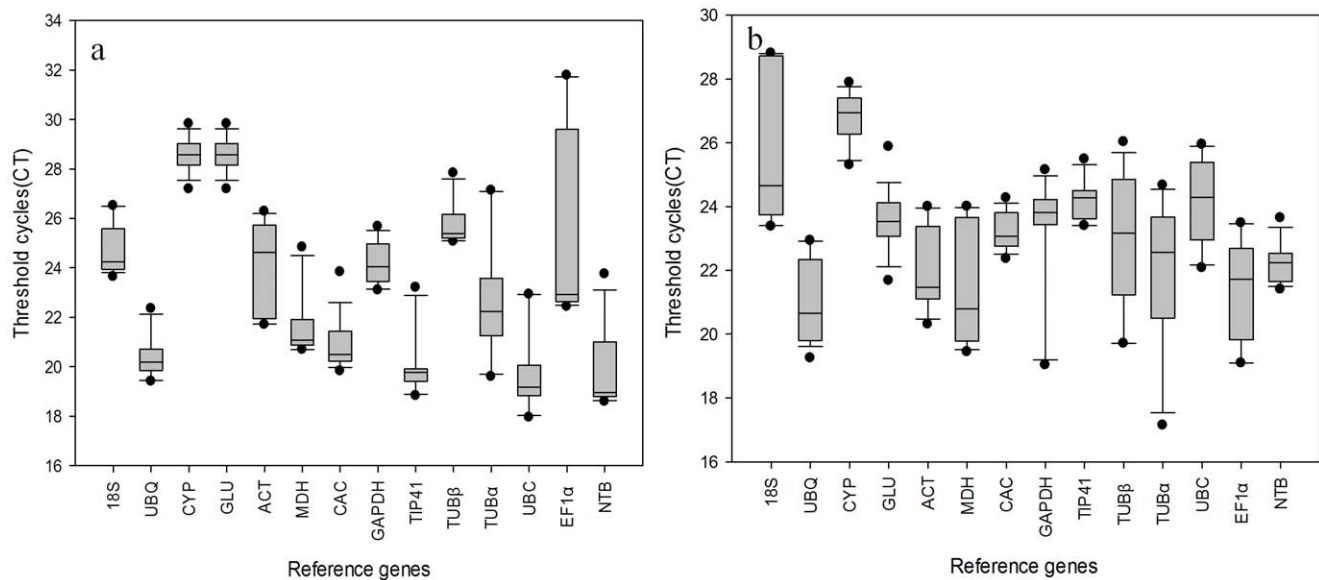 a
Threshold cycles(CT)
36
34
32
30
28
26
24
22
20
18
16
18S
UBQ
CYP
GLU
ACT
MDH
CAC
GAPDH
TIP41
TUBβ
TUBα
UBC
EF1α
NTB
Reference genes
b
Threshold cycles(CT)
30
28
26
24
22
20
18
16
18S
UBQ
CYP
GLU
ACT
MDH
CAC
GAPDH
TIP41
TUBβ
TUBα
UBC
EF1α
NTB
Reference genes